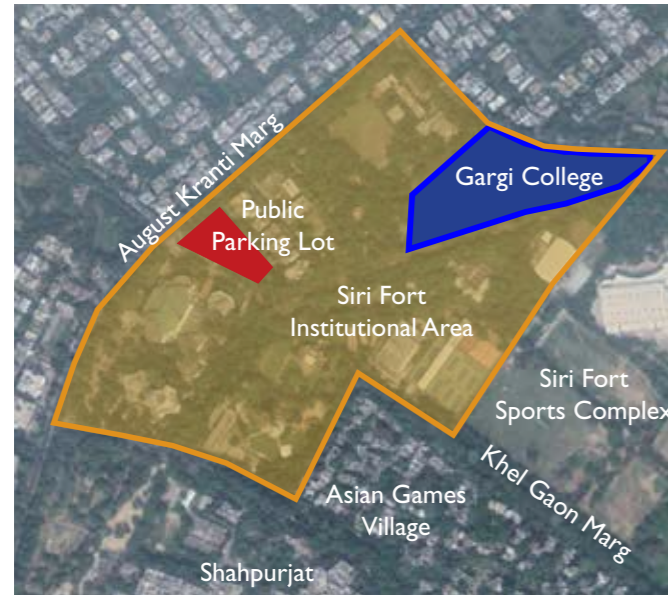 August Kranti Marg
Gargi College
Public
Parking Lot
Siri Fort
Institutional Area
Siri Fort
Sports Complex
Khel Gaon Marg
Asian Games
Village
Shahpurjat